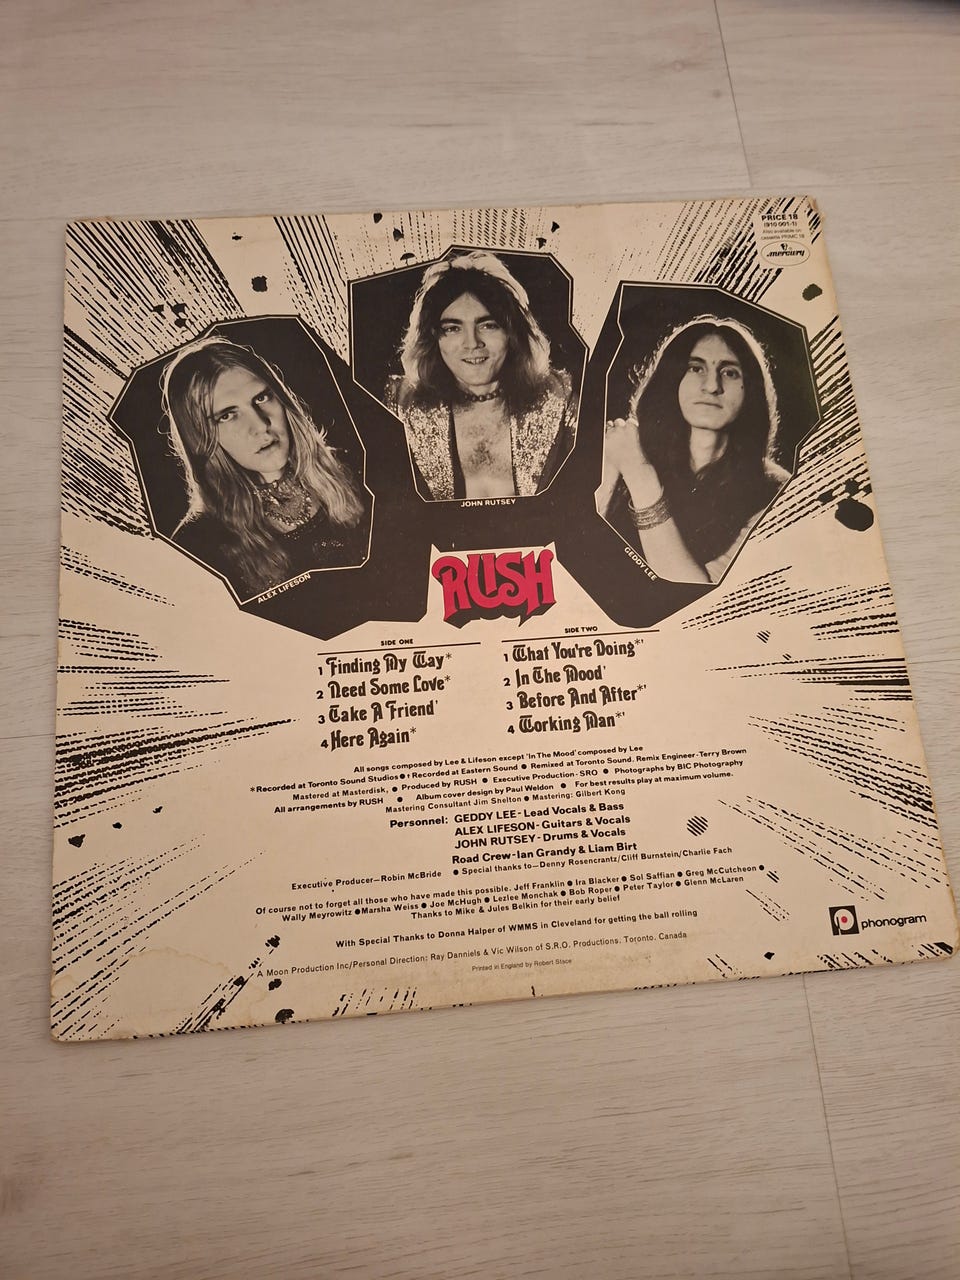 PRICE 18
(910 001-1)
Also available on
cassette PRIMC 18
mercury
JOHN RUTSEY
ALEX LIFESON
GEDDY LEE
RUSH
SIDE ONE
1 Finding My Way*
2 Need Some Love*
3 Take A Friend'
4 Here Again*
SIDE TWO
1 What You're Doing*'
2 In The Mood'
3 Before And After*'
4 Working Man*'
All songs composed by Lee & Lifeson except 'In The Mood' composed by Lee
*Recorded at Toronto Sound Studios ● † Recorded at Eastern Sound ● Remixed at Toronto Sound. Remix Engineer-Terry Brown
Mastered at Masterdisk, ● Produced by RUSH ● Executive Production-SRO ● Photographs by BIC Photography
All arrangements by RUSH ● Album cover design by Paul Weldon ● For best results play at maximum volume.
Mastering Consultant Jim Shelton ● Mastering: Gilbert Kong
Personnel: GEDDY LEE-Lead Vocals & Bass
ALEX LIFESON-Guitars & Vocals
JOHN RUTSEY-Drums & Vocals
Road Crew-Ian Grandy & Liam Birt
Executive Producer-Robin McBride ● Special thanks to-Denny Rosencrantz/Cliff Burnstein/Charlie Fach
Of course not to forget all those who have made this possible. Jeff Franklin ● Ira Blacker ● Sol Saffian ● Greg McCutcheon ●
Wally Meyrowitz ● Marsha Weiss ● Joe McHugh ● Lezlee Monchak ● Bob Roper ● Peter Taylor ● Glenn McLaren
Thanks to Mike & Jules Belkin for their early belief
With Special Thanks to Donna Halper of WMMS in Cleveland for getting the ball rolling
A Moon Production Inc/Personal Direction: Ray Danniels & Vic Wilson of S.R.O. Productions. Toronto. Canada
Printed in England by Robert Stace
phonogram